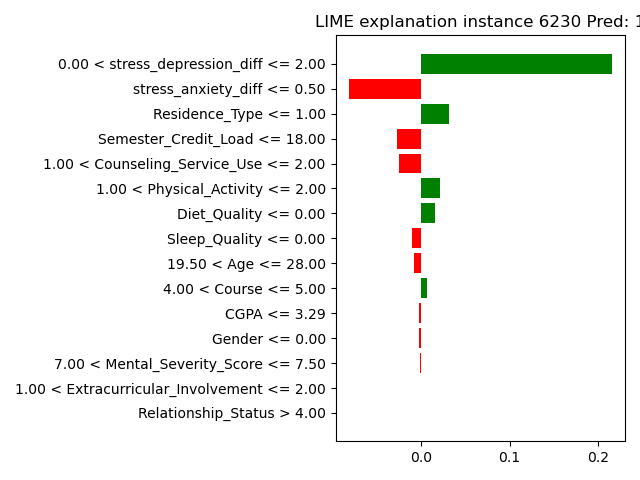 LIME explanation instance 6230 Pred: 1
0.00 < stress_depression_diff <= 2.00
stress_anxiety_diff <= 0.50
Residence_Type <= 1.00
Semester_Credit_Load <= 18.00
1.00 < Counseling_Service_Use <= 2.00
1.00 < Physical_Activity <= 2.00
Diet_Quality <= 0.00
Sleep_Quality <= 0.00
19.50 < Age <= 28.00
4.00 < Course <= 5.00
CGPA <= 3.29
Gender <= 0.00
7.00 < Mental_Severity_Score <= 7.50
1.00 < Extracurricular_Involvement <= 2.00
Relationship_Status > 4.00
0.0 0.1 0.2